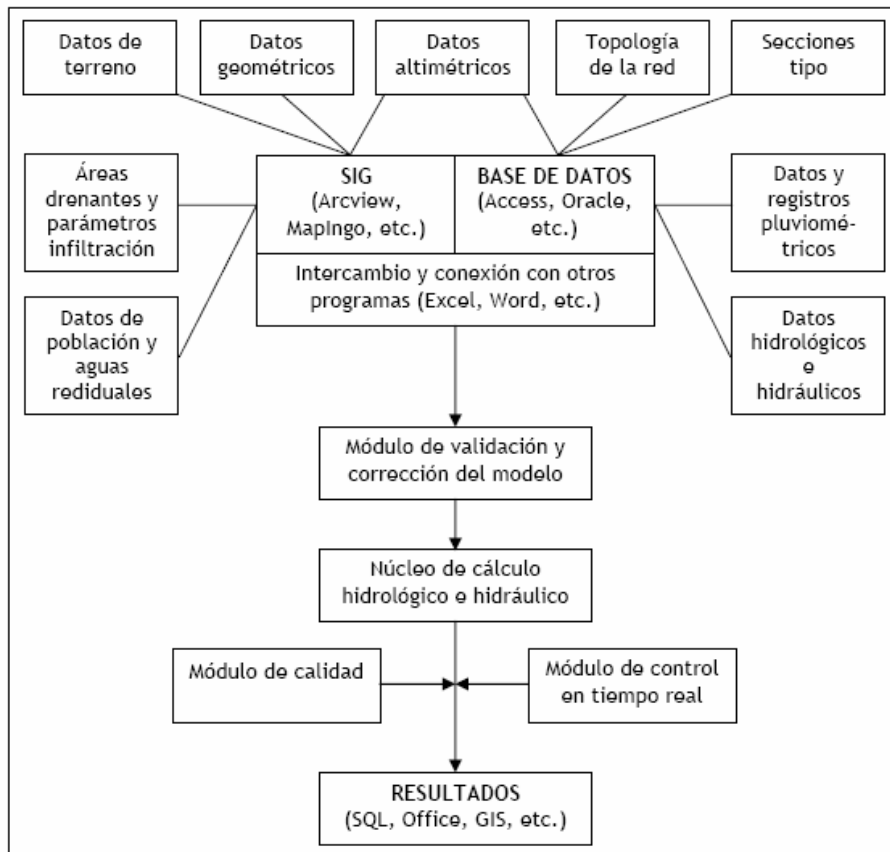 Datos de
terreno
Datos
geométricos
Datos
altimétricos
Topología
de la red
Secciones
tipo
Áreas
drenantes y
parámetros
infiltración
SIG
(Arcview,
MapIngo, etc.)
BASE DE DATOS
(Access, Oracle,
etc.)
Datos y
registros
pluviomé-
tricos
Intercambio y conexión con otros
programas (Excel, Word, etc.)
Datos de
población y
aguas
rediduales
Datos
hidrológicos
e
hidráulicos
Módulo de validación y
corrección del modelo
Núcleo de cálculo
hidrológico e hidráulico
Módulo de calidad
Módulo de control
en tiempo real
RESULTADOS
(SQL, Office, GIS, etc.)